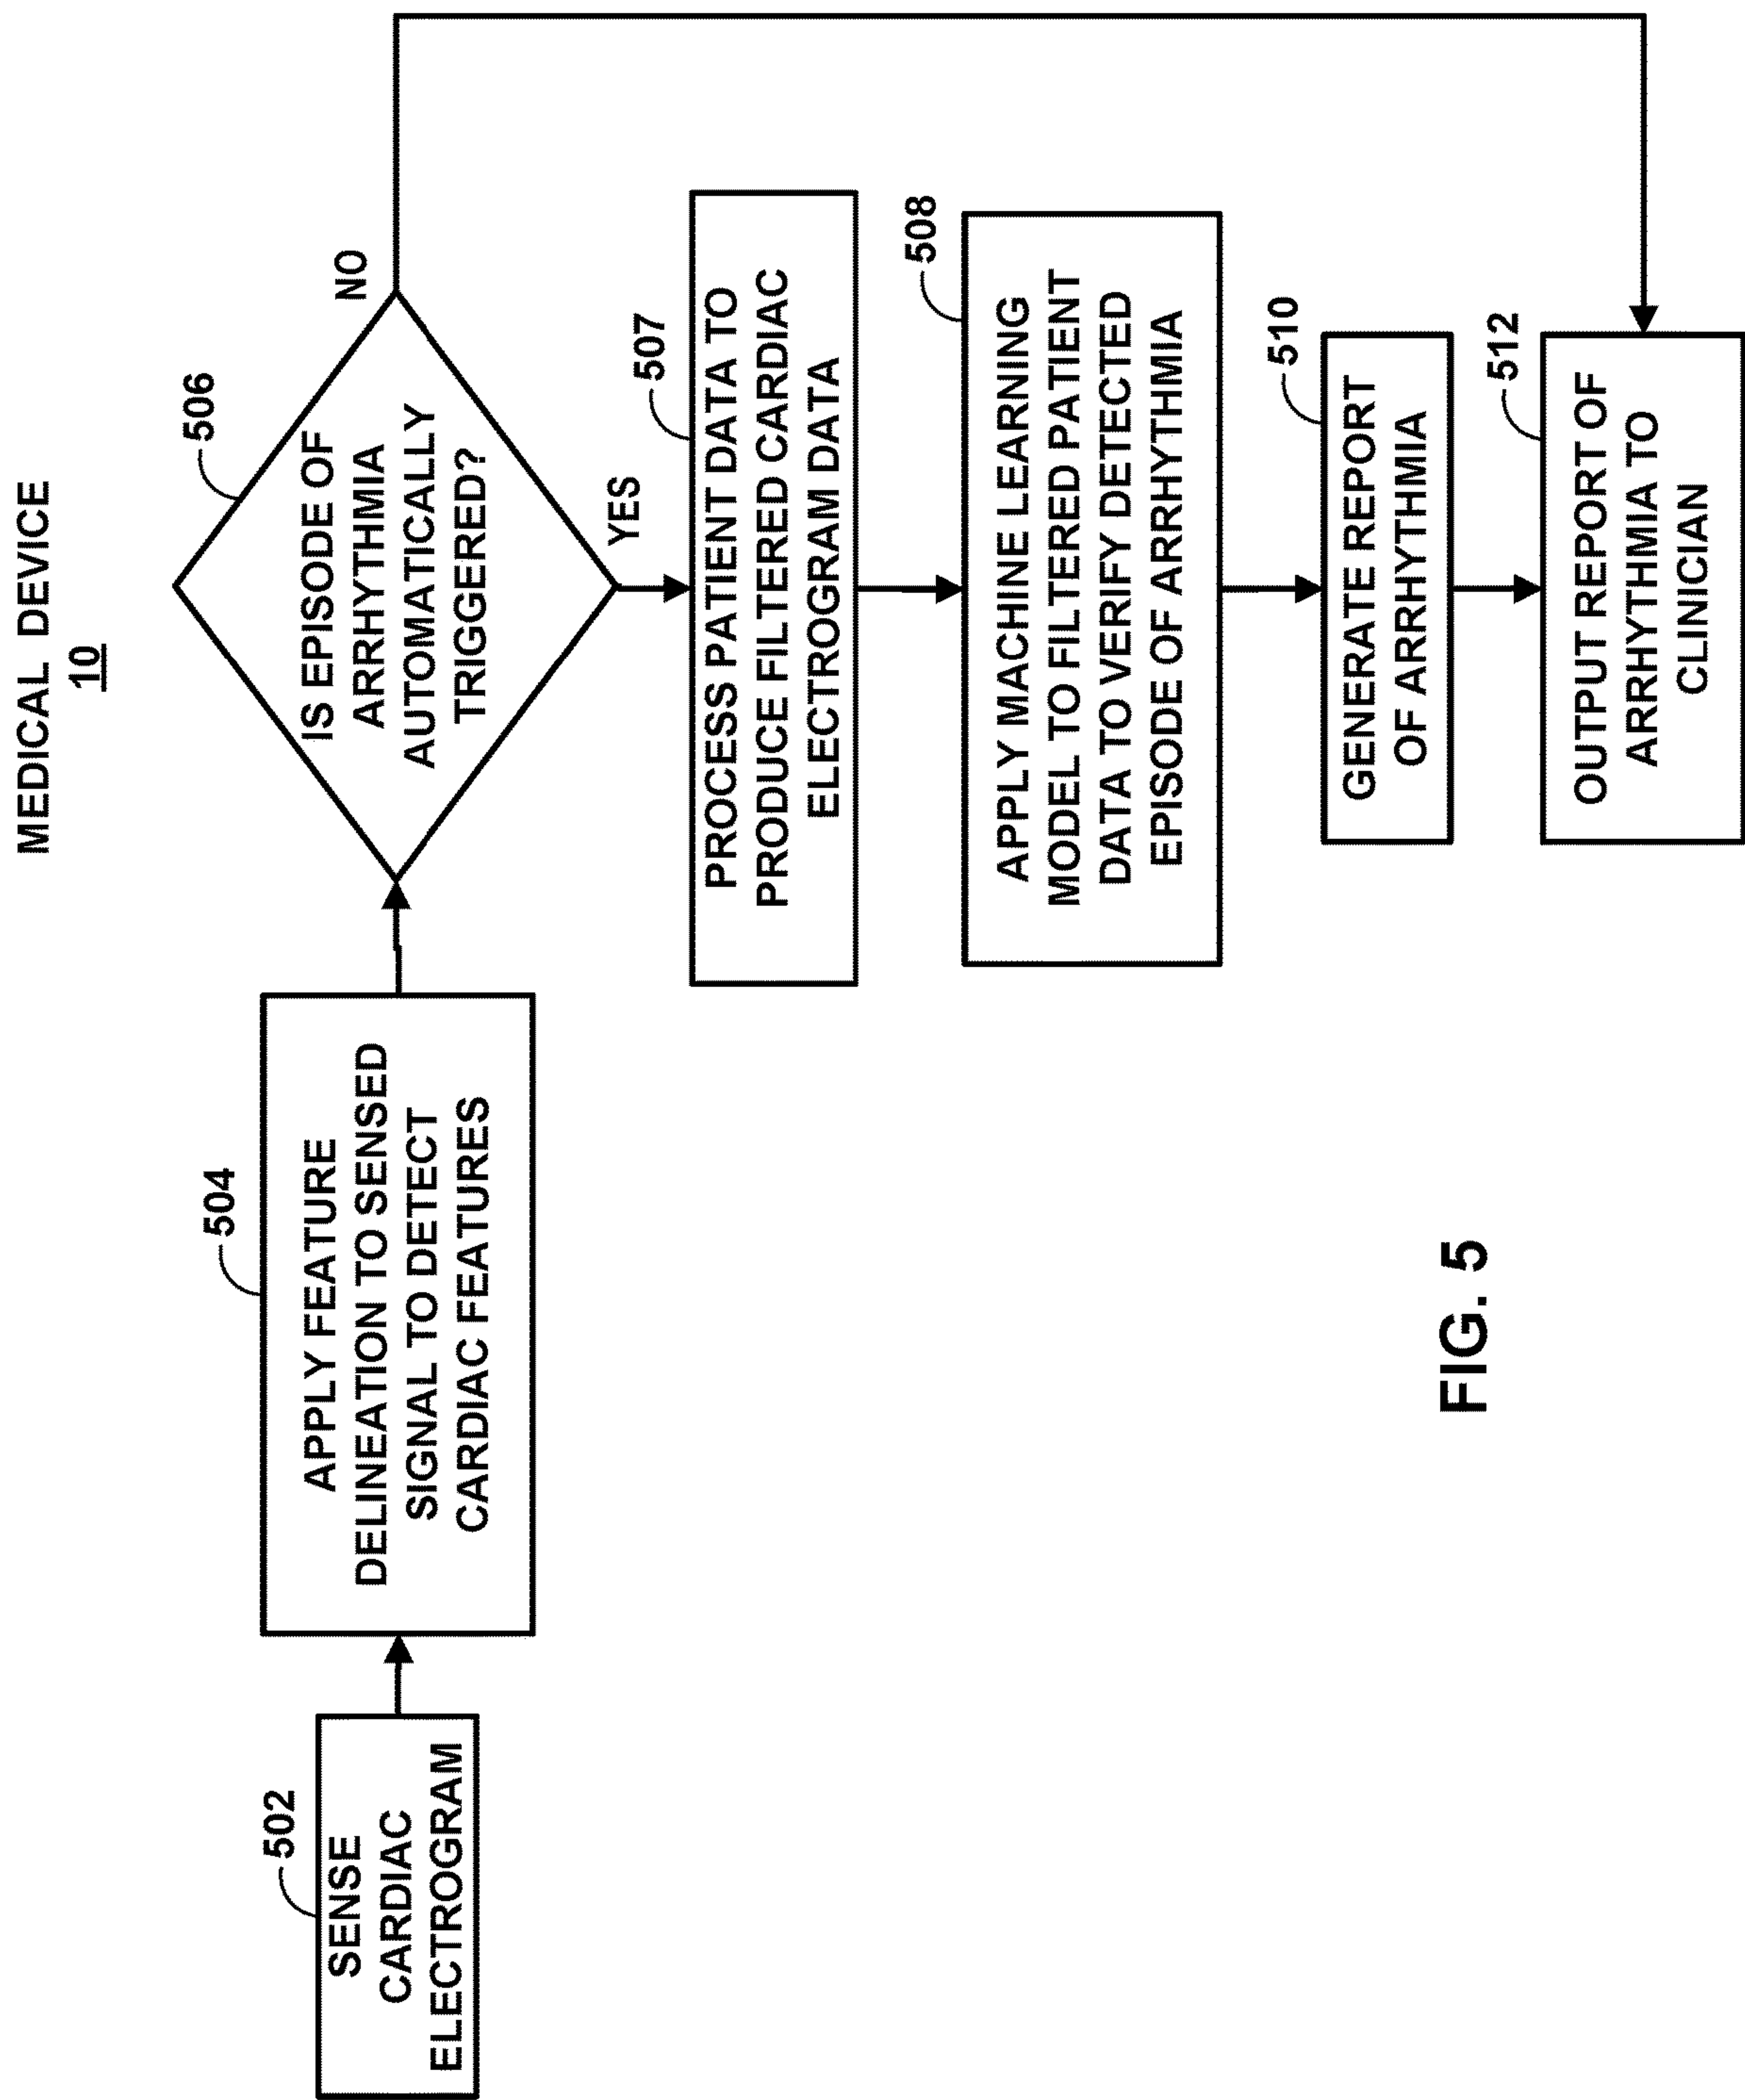 MEDICAL DEVICE
10
502
SENSE
CARDIAC
ELECTROGRAM
504
APPLY FEATURE
DELINEATION TO SENSED
SIGNAL TO DETECT
CARDIAC FEATURES
506
IS EPISODE OF
ARRHYTHMIA
AUTOMATICALLY
TRIGGERED?
NO
YES
507
PROCESS PATIENT DATA TO
PRODUCE FILTERED CARDIAC
ELECTROGRAM DATA
508
APPLY MACHINE LEARNING
MODEL TO FILTERED PATIENT
DATA TO VERIFY DETECTED
EPISODE OF ARRHYTHMIA
510
GENERATE REPORT
OF ARRHYTHMIA
512
OUTPUT REPORT OF
ARRHYTHMIA TO
CLINICIAN
FIG. 5